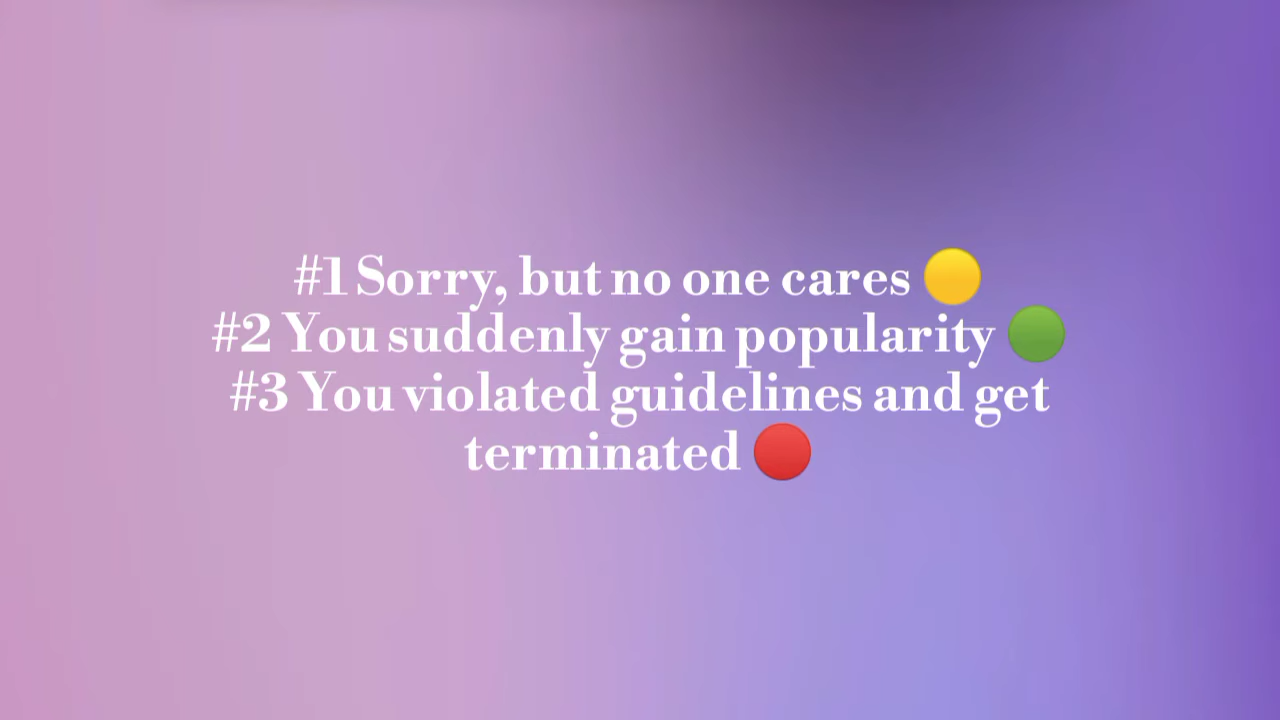 #1 Sorry, but no one cares 🟡
#2 You suddenly gain popularity 🟢
#3 You violated guidelines and get
terminated 🔴